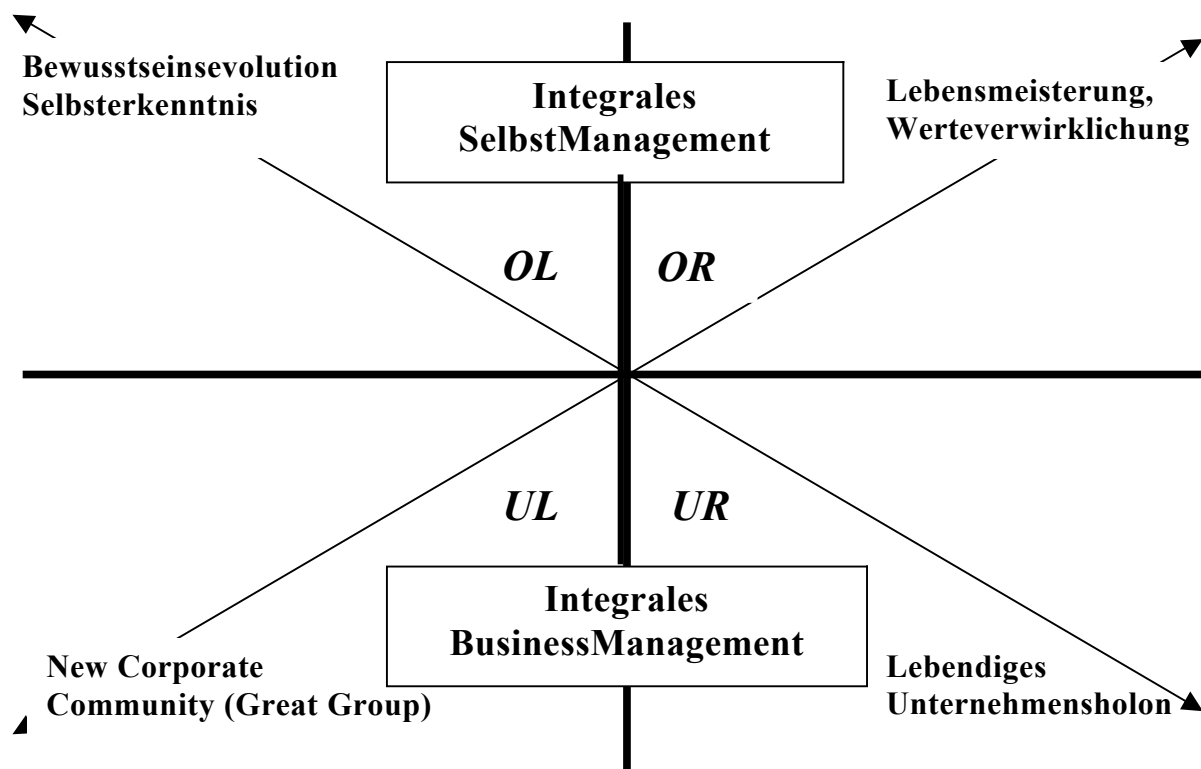 Bewusstseinsevolution
Selbsterkenntnis
Integrales
SelbstManagement
Lebensmeisterung,
Werteverwirklichung
OL
OR
UL
UR
Integrales
BusinessManagement
New Corporate
Community (Great Group)
Lebendiges
Unternehmensholon